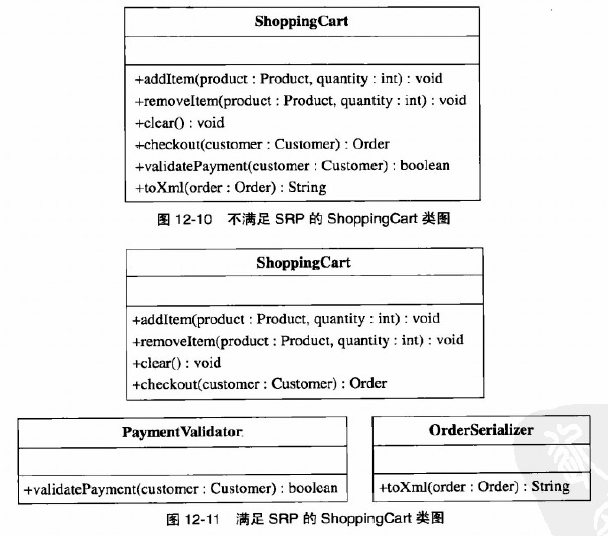 ShoppingCart
+addItem(product : Product, quantity : int) : void
+removeItem(product : Product, quantity : int) : void
+clear() : void
+checkout(customer : Customer) : Order
+validatePayment(customer : Customer) : boolean
+toXml(order : Order) : String
图 12-10 不满足 SRP 的 ShoppingCart 类图
ShoppingCart
+addItem(product : Product, quantity : int) : void
+removeItem(product : Product, quantity : int) : void
+clear() : void
+checkout(customer : Customer) : Order
PaymentValidator
+validatePayment(customer : Customer) : boolean
OrderSerializer
+toXml(order : Order) : String
图 12-11 满足 SRP 的 ShoppingCart 类图